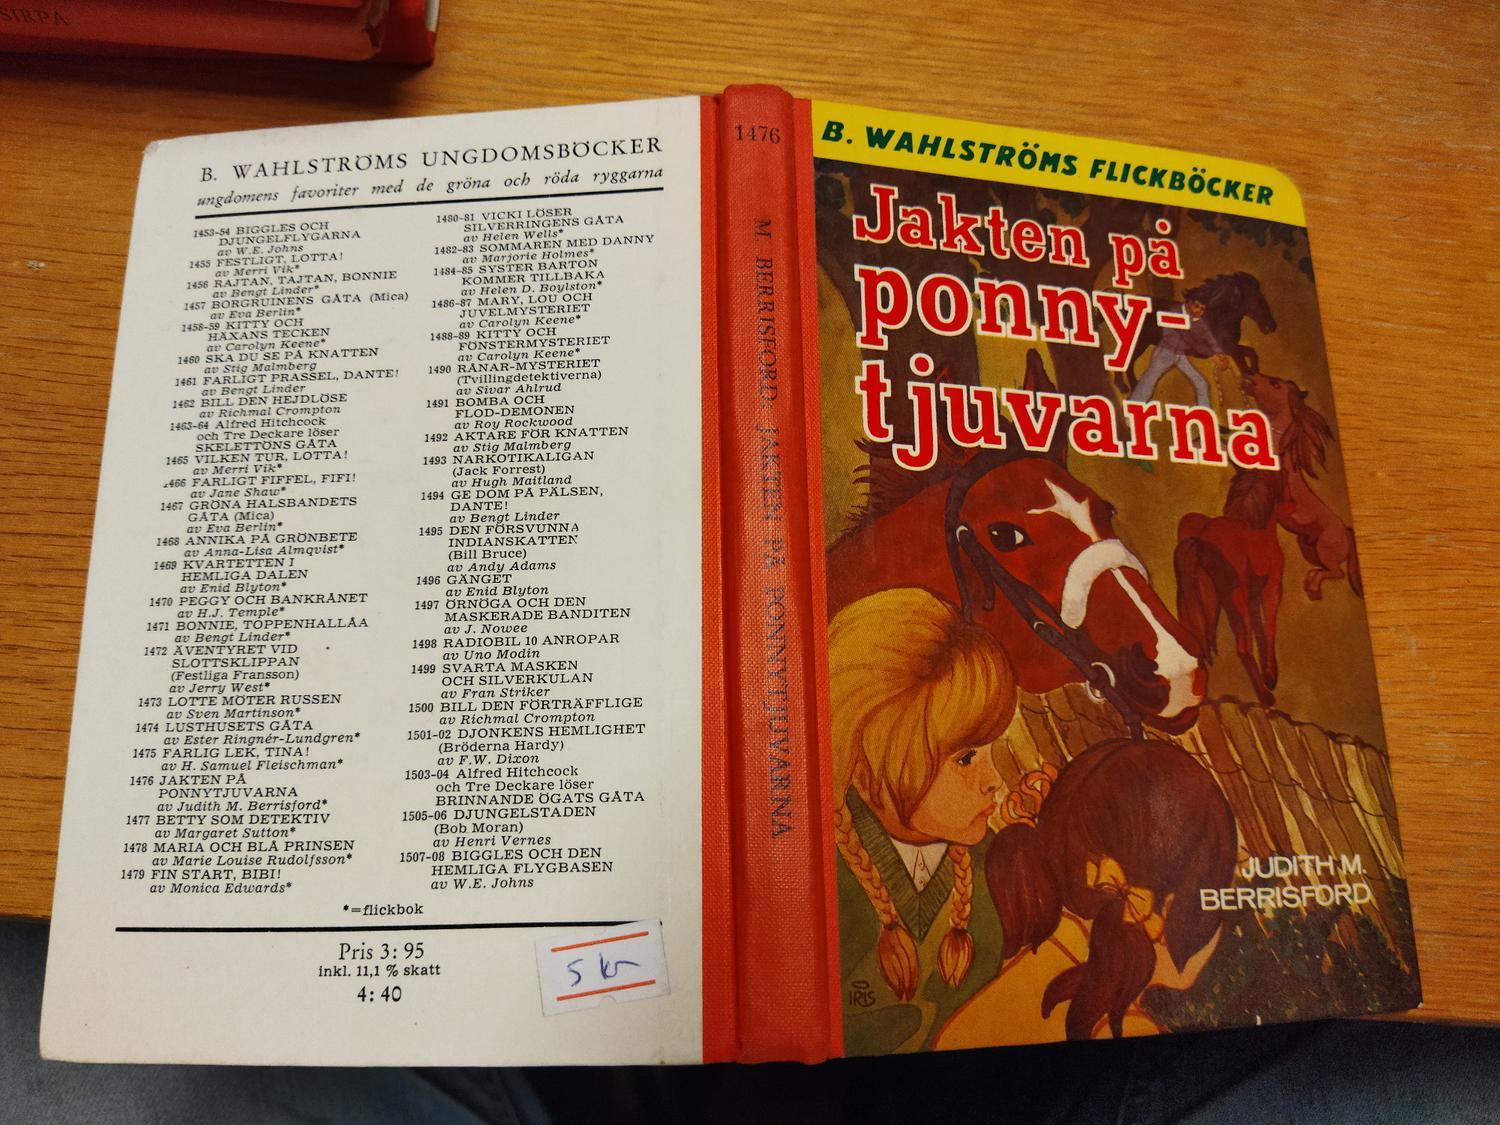 SIRPA
B. WAHLSTRÖMS UNGDOMSBÖCKER
ungdomens favoriter med de gröna och röda ryggarna
1453-54 BIGGLES OCH
DJUNGELFLYGARNA
av W.E. Johns
1455 FESTLIGT, LOTTA!
av Merri Vik*
1456 RAJTAN, TAJTAN, BONNIE
av Bengt Linder*
1457 BORGRUINENS GÅTA (Mica)
av Eva Berlin*
1458-59 KITTY OCH
HÄXANS TECKEN
av Carolyn Keene*
1460 SKA DU SE PÅ KNATTEN
av Stig Malmberg
1461 FARLIGT PRASSEL, DANTE!
av Bengt Linder
1462 BILL DEN HEJDLÖSE
av Richmal Crompton
1463-64 Alfred Hitchcock
och Tre Deckare löser
SKELETTÖNS GÅTA
1465 VILKEN TUR, LOTTA!
av Merri Vik*
1466 FARLIGT FIFFEL, FIFI!
av Jane Shaw*
1467 GRÖNA HALSBANDETS
GÅTA (Mica)
av Eva Berlin*
1468 ANNIKA PÅ GRÖNBETE
av Anna-Lisa Almqvist*
1469 KVARTETTEN I
HEMLIGA DALEN
av Enid Blyton*
1470 PEGGY OCH BANKRÅNET
av H.J. Temple*
1471 BONNIE, TOPPENHALLÅA
av Bengt Linder*
1472 ÄVENTYRET VID
SLOTTSKLIPPAN
(Festliga Fransson)
av Jerry West*
1473 LOTTE MÖTER RUSSEN
av Sven Martinson*
1474 LUSTHUSETS GÅTA
av Ester Ringnér-Lundgren*
1475 FARLIG LEK, TINA!
av H. Samuel Fleischman*
1476 JAKTEN PÅ
PONNYTJUVARNA
av Judith M. Berrisford*
1477 BETTY SOM DETEKTIV
av Margaret Sutton*
1478 MARIA OCH BLÅ PRINSEN
av Marie Louise Rudolfsson*
1479 FIN START, BIBI!
av Monica Edwards*
1480-81 VICKI LÖSER
SILVERRINGENS GÅTA
av Helen Wells*
1482-83 SOMMAREN MED DANNY
av Marjorie Holmes*
1484-85 SYSTER BARTON
KOMMER TILLBAKA
av Helen D. Boylston*
1486-87 MARY, LOU OCH
JUVELMYSTERIET
av Carolyn Keene*
1488-89 KITTY OCH
FÖNSTERMYSTERIET
av Carolyn Keene*
1490 RÅNAR-MYSTERIET
(Tvillingdetektiverna)
av Sivar Ahlrud
1491 BOMBA OCH
FLOD-DEMONEN
av Roy Rockwood
1492 AKTARE FÖR KNATTEN
av Stig Malmberg
1493 NARKOTIKALIGAN
(Jack Forrest)
av Hugh Maitland
1494 GE DOM PÅ PÄLSEN,
DANTE!
av Bengt Linder
1495 DEN FÖRSVUNNA
INDIANSKATTEN
(Bill Bruce)
av Andy Adams
1496 GÄNGET
av Enid Blyton
1497 ÖRNÖGA OCH DEN
MASKERADE BANDITEN
av J. Nowee
1498 RADIOBIL 10 ANROPAR
av Uno Modin
1499 SVARTA MASKEN
OCH SILVERKULAN
av Fran Striker
1500 BILL DEN FÖRTRÄFFLIGE
av Richmal Crompton
1501-02 DJONKENS HEMLIGHET
(Bröderna Hardy)
av F.W. Dixon
1503-04 Alfred Hitchcock
och Tre Deckare löser
BRINNANDE ÖGATS GÅTA
1505-06 DJUNGELSTADEN
(Bob Moran)
av Henri Vernes
1507-08 BIGGLES OCH DEN
HEMLIGA FLYGBASEN
av W.E. Johns
*=flickbok
Pris 3: 95
inkl. 11,1 % skatt
4: 40
5 kr
1476
M. BERRISFORD: JAKTEN PÅ PONNYTJUVARNA
B. WAHLSTRÖMS FLICKBÖCKER
Jakten på
ponny-
tjuvarna
JUDITH M.
BERRISFORD
IRIS